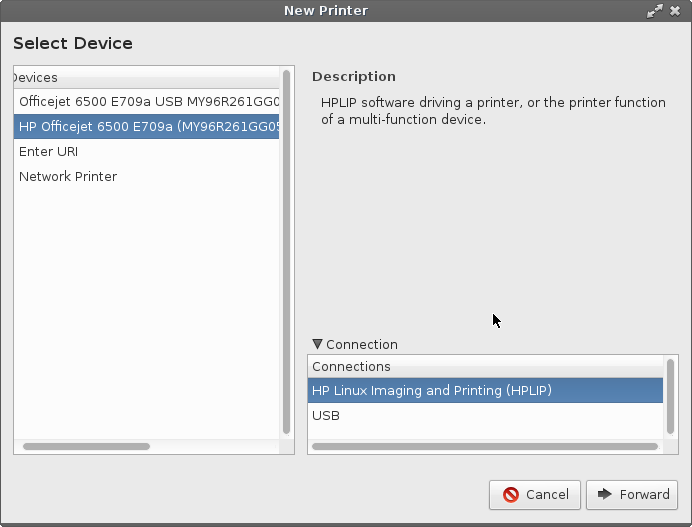 New Printer
Select Device
Devices
Officejet 6500 E709a USB MY96R261GG0
HP Officejet 6500 E709a (MY96R261GG05
Enter URI
Network Printer
Description
HPLIP software driving a printer, or the printer function
of a multi-function device.
Connection
Connections
HP Linux Imaging and Printing (HPLIP)
USB
Cancel
Forward